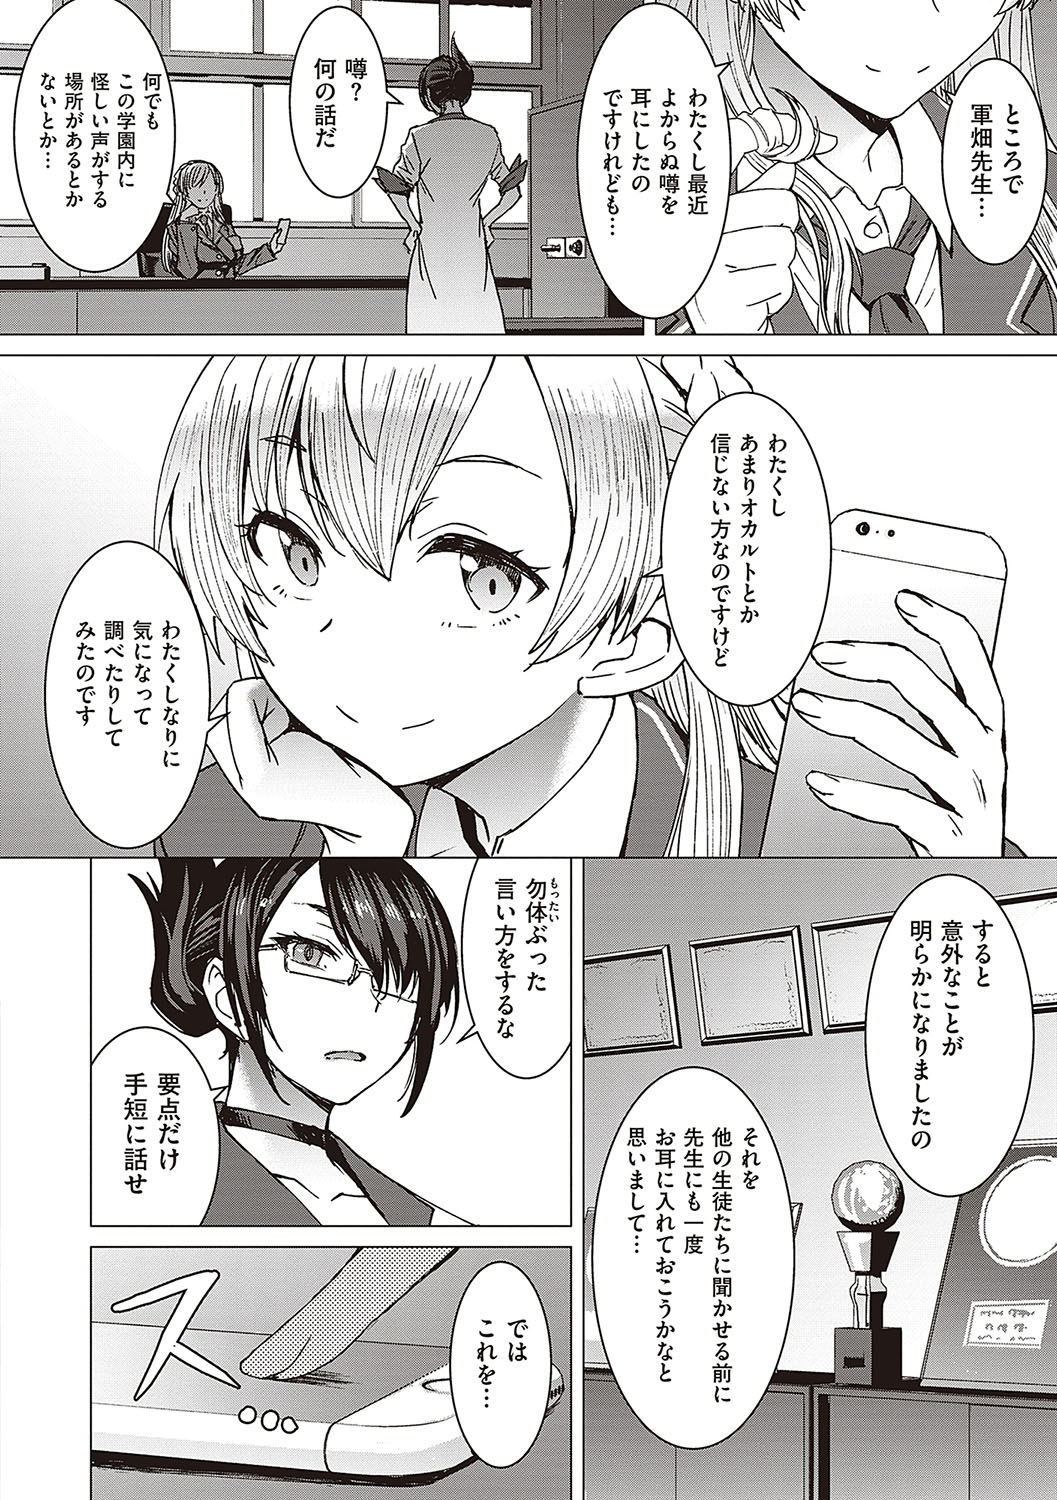 ところで
軍畑先生…
わたくし最近
よからぬ噂を
耳にしたの
ですけれども…
噂？
何の話だ
何でも
この学園内に
怪しい声がする
場所があるとか
ないとか…
わたくし
あまりオカルトとか
信じない方なのですけど
わたくしなりに
気になって
調べたりして
みたのです
すると
意外なことが
明らかになりましたの
それを
他の生徒たちに聞かせる前に
先生にも一度
お耳に入れておこうかなと
思いまして…
勿体ぶった
もったい
言い方をするな
要点だけ
手短に話せ
では
これを…
スッ…